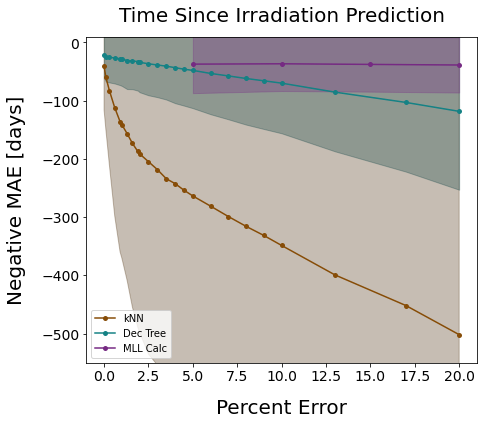 Time Since Irradiation Prediction
Negative MAE [days]
0
−100
−200
−300
−400
−500
kNN
Dec Tree
MLL Calc
0.0 2.5 5.0 7.5 10.0 12.5 15.0 17.5 20.0
Percent Error